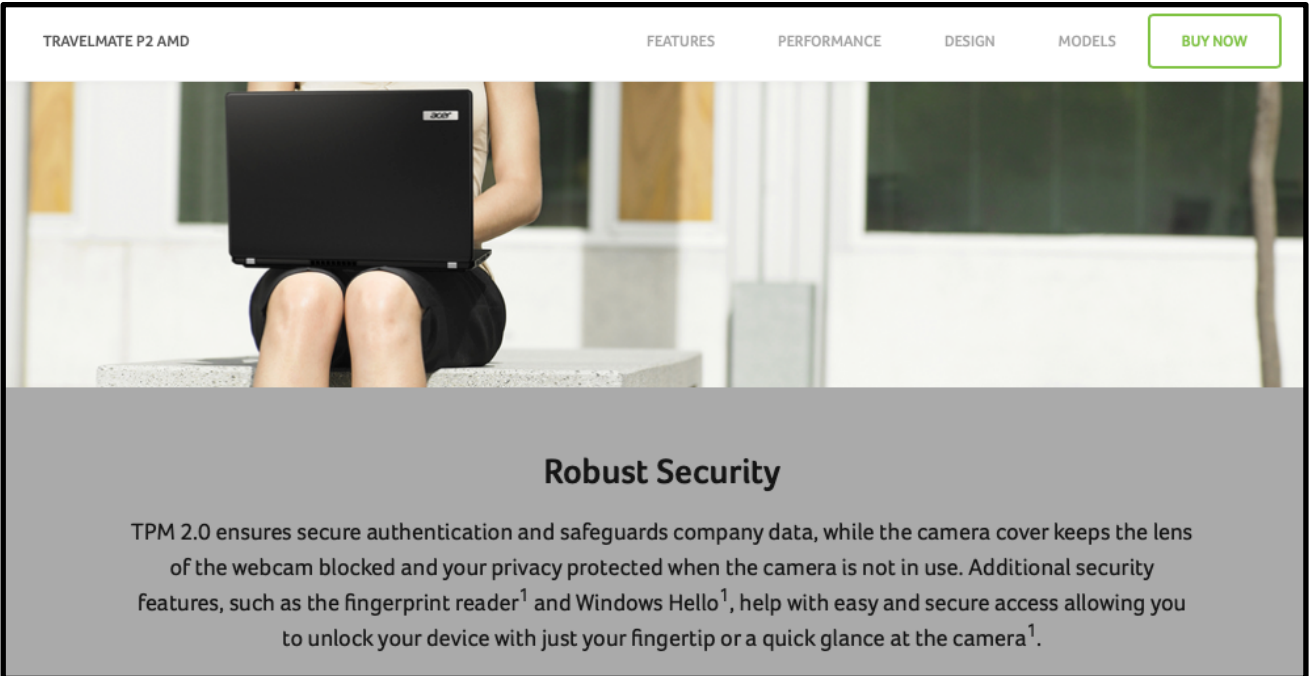 TRAVELMATE P2 AMD
FEATURES
PERFORMANCE
DESIGN
MODELS
BUY NOW
acer
Robust Security
TPM 2.0 ensures secure authentication and safeguards company data, while the camera cover keeps the lens
of the webcam blocked and your privacy protected when the camera is not in use. Additional security
features, such as the fingerprint reader¹ and Windows Hello¹, help with easy and secure access allowing you
to unlock your device with just your fingertip or a quick glance at the camera¹.